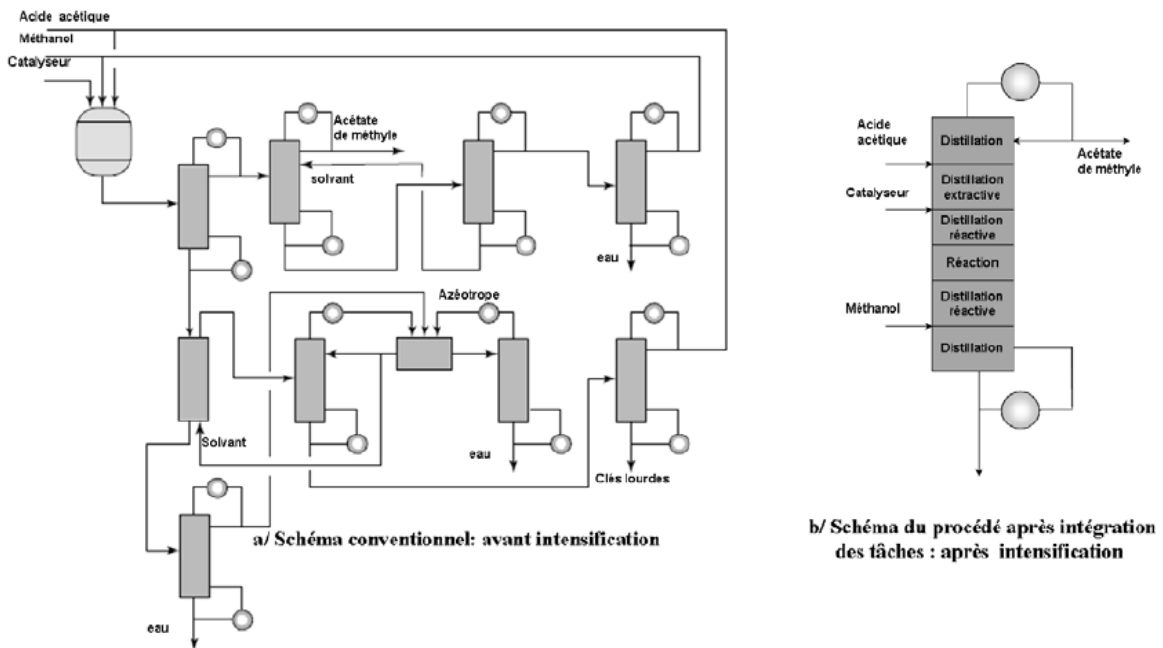 Acide acétique
Méthanol
Catalyseur
Acétate
de méthyle
solvant
eau
Azéotrope
Solvant
eau
Clés lourdes
eau
a/ Schéma conventionnel: avant intensification
Acide
acétique
Catalyseur
Méthanol
Distillation
Distillation
extractive
Distillation
réactive
Réaction
Distillation
réactive
Distillation
Acétate
de méthyle
b/ Schéma du procédé après intégration
des tâches : après intensification